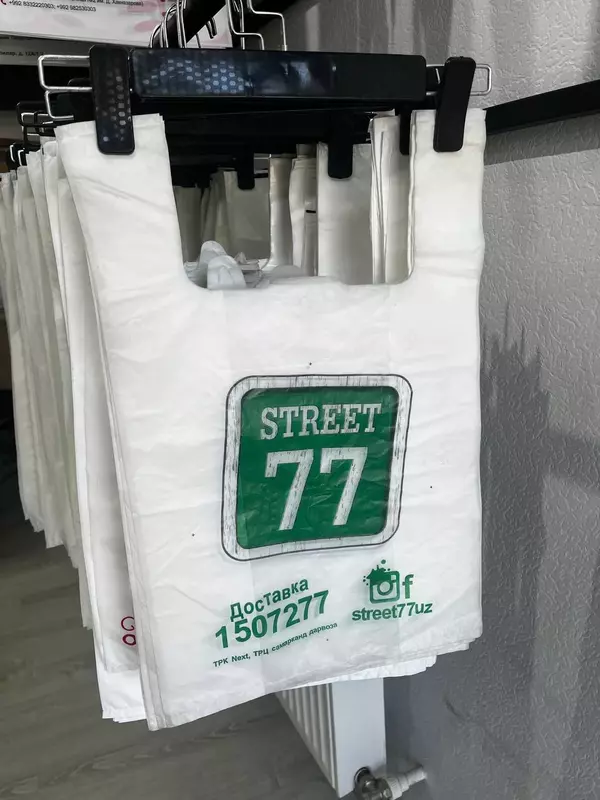 STREET
77
Доставка
1507277
ТРК Next, ТРЦ самарканд дарвоза
street77uz